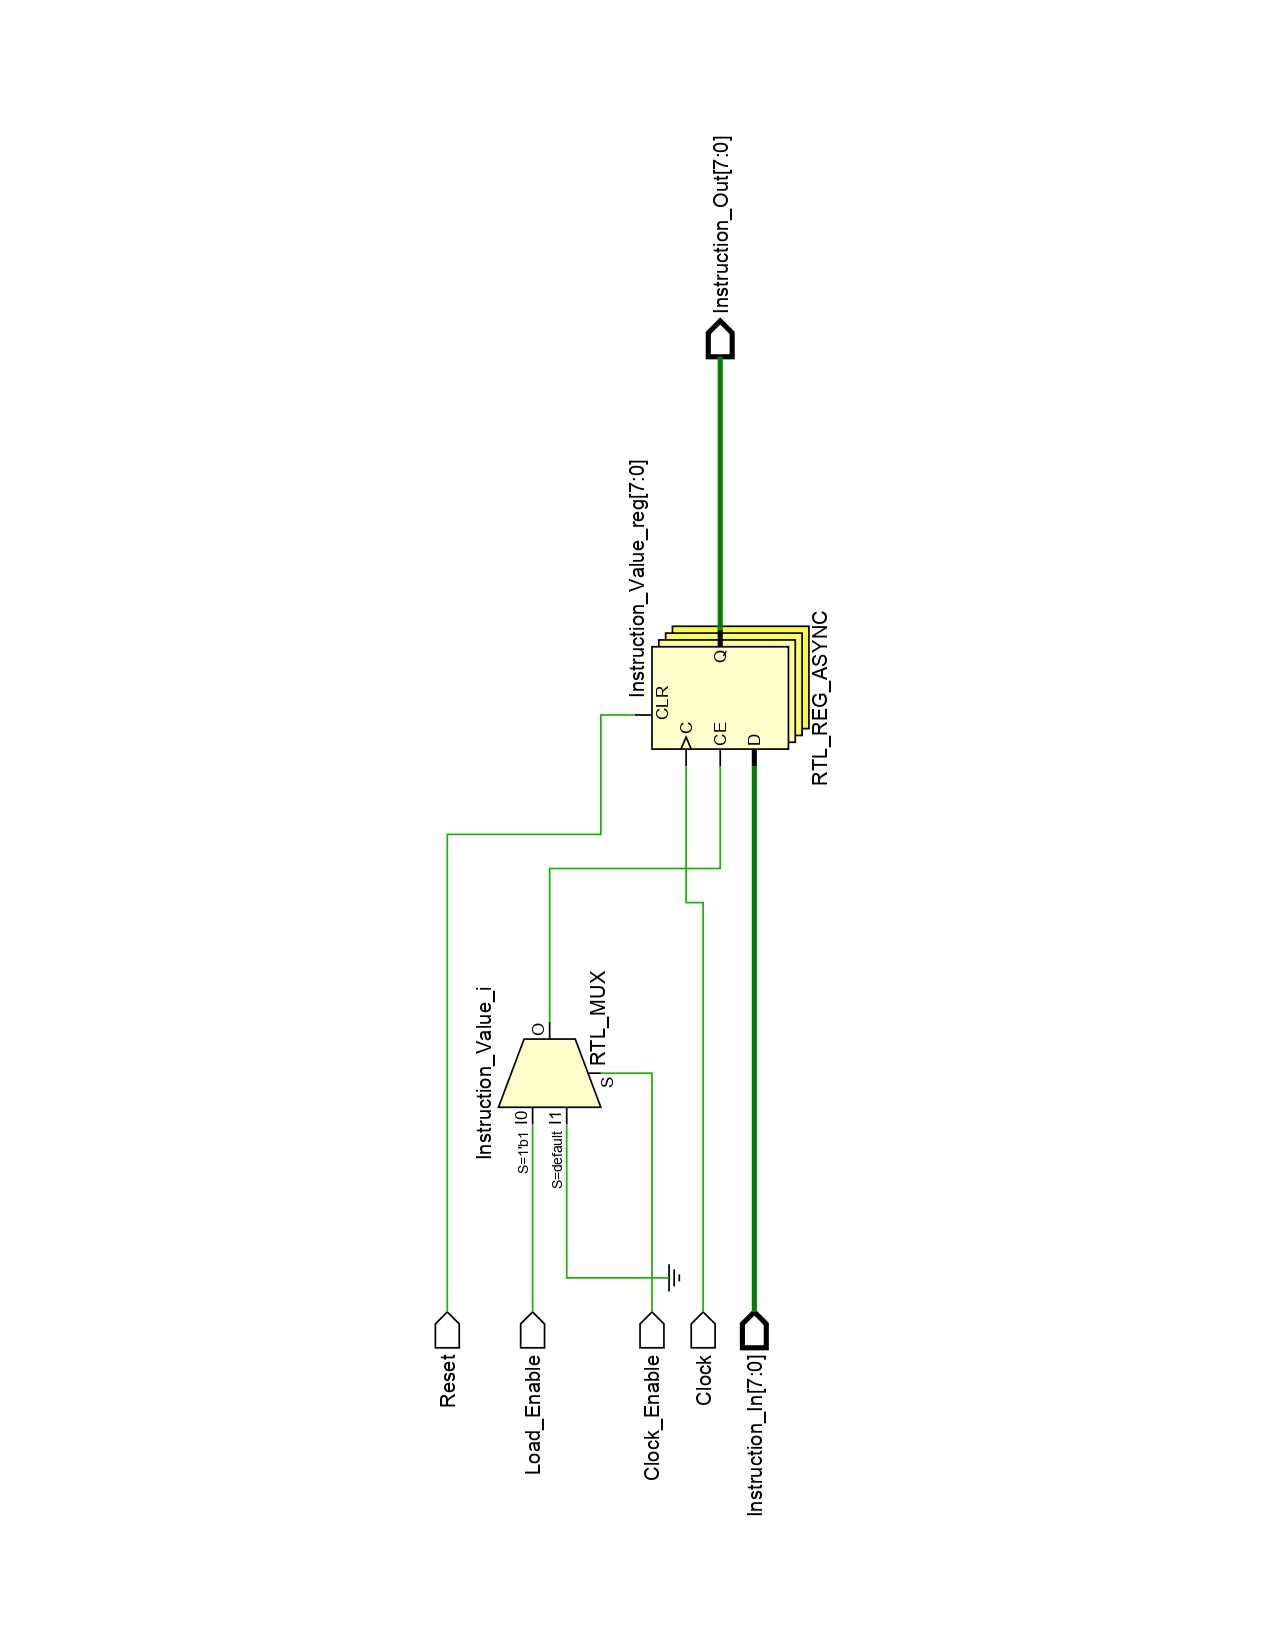 Instruction_Value_reg[7:0]
Reset
Instruction_Value_i
CLR
Load_Enable
S=1'b1 I0
O
C
S=default I1
CE
Q
Instruction_Out[7:0]
RTL_MUX
S
D
Clock_Enable
Clock
Instruction_In[7:0]
RTL_REG_ASYNC